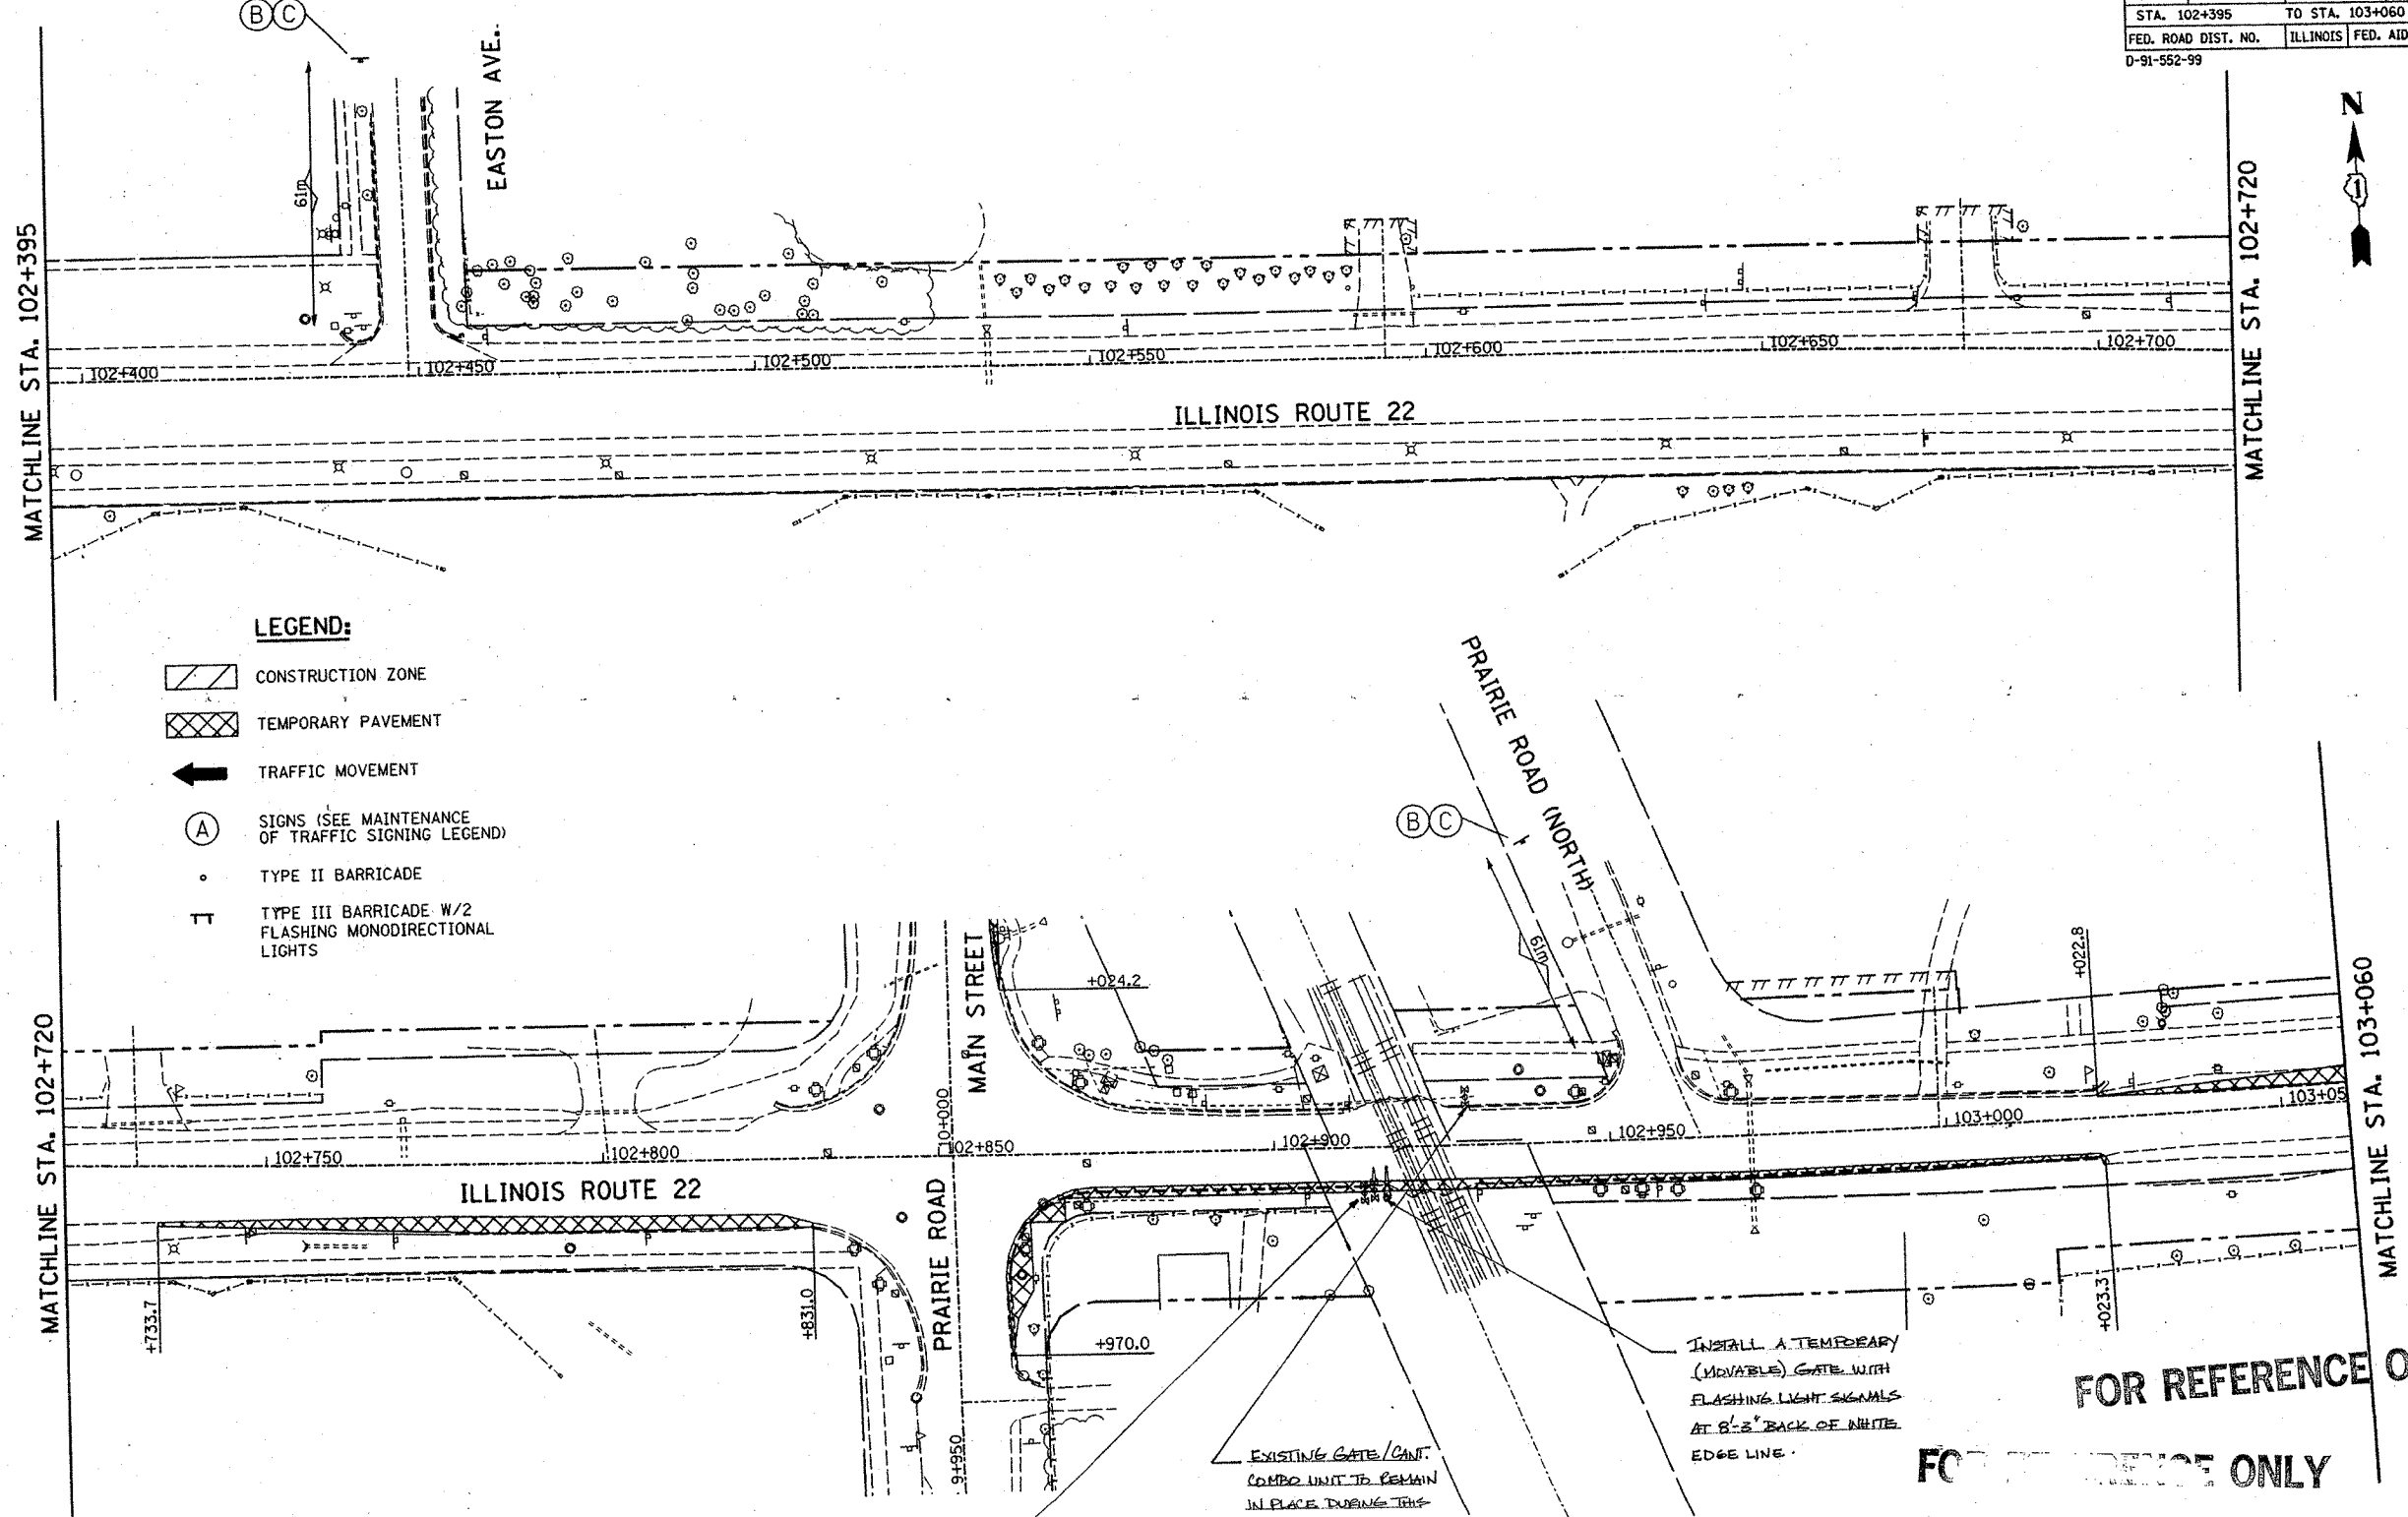 STA. 102+395 TO STA. 103+060
FED. ROAD DIST. NO. ILLINOIS FED. AID
D-91-552-99
N
1
B C
EASTON AVE.
61m
MATCHLINE STA. 102+395
MATCHLINE STA. 102+720
102+400
102+450
102+500
102+550
102+600
102+650
102+700
ILLINOIS ROUTE 22
LEGEND:
CONSTRUCTION ZONE
TEMPORARY PAVEMENT
TRAFFIC MOVEMENT
A
SIGNS (SEE MAINTENANCE
OF TRAFFIC SIGNING LEGEND)
TYPE II BARRICADE
TYPE III BARRICADE W/2
FLASHING MONODIRECTIONAL
LIGHTS
PRAIRIE ROAD (NORTH)
B C
61m
MATCHLINE STA. 102+720
MATCHLINE STA. 103+060
MAIN STREET
+024.2
+022.8
10+000
102+750
102+800
102+850
102+900
102+950
103+000
103+05
ILLINOIS ROUTE 22
PRAIRIE ROAD
+733.7
+831.0
+970.0
9+950
+023.3
INSTALL A TEMPORARY
(MOVABLE) GATE WITH
FLASHING LIGHT SIGNALS
AT 8'-3" BACK OF WHITE
EDGE LINE.
EXISTING GATE/CANT.
COMBO UNIT TO REMAIN
IN PLACE DURING THIS
FOR REFERENCE O
FO ONLY